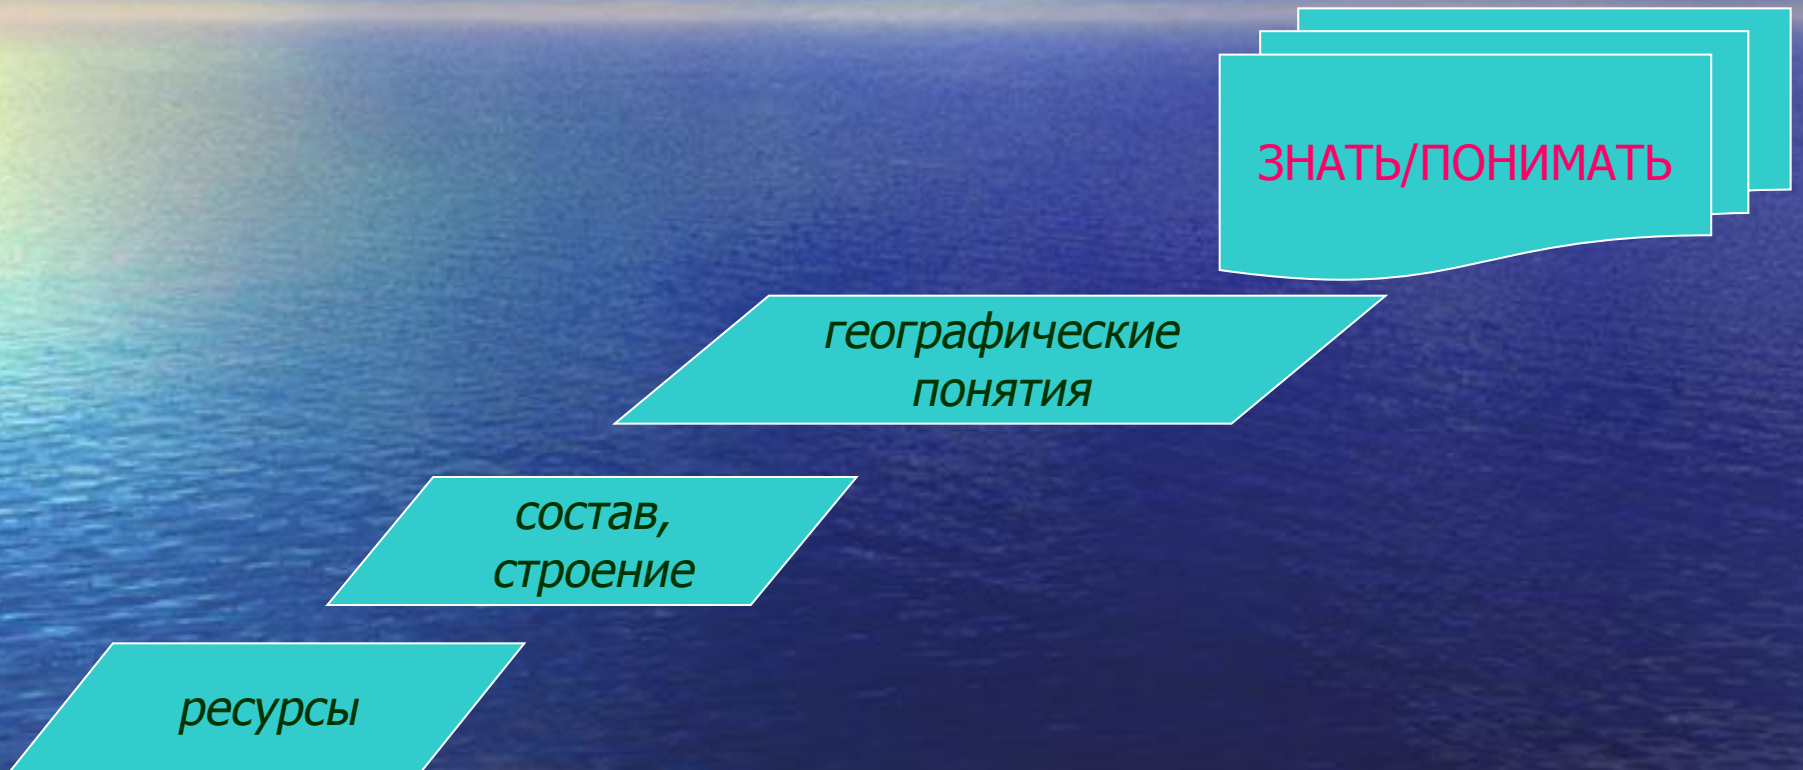 ЗНАТЬ/ПОНИМАТЬ
географические
понятия
состав,
строение
ресурсы